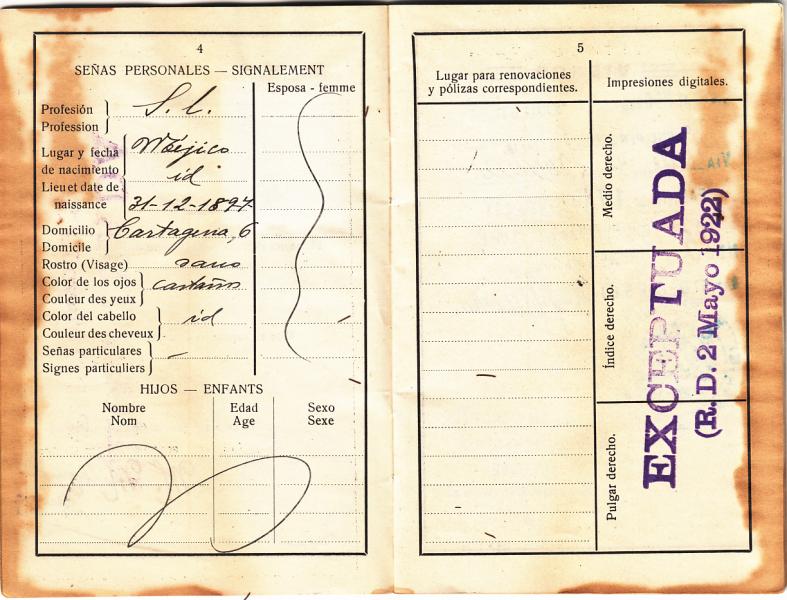 4
SEÑAS PERSONALES — SIGNALEMENT
Esposa - femme
Profesión
Profession
S. l.
Lugar y fecha
de nacimiento
Lieu et date de
naissance
Méjico
id
31-12-1897
Domicilio
Domicile
Cartagena, 6
Rostro (Visage)
sano
Color de los ojos
Couleur des yeux
castaños
Color del cabello
Couleur des cheveux
id
Señas particulares
Signes particuliers
—
HIJOS — ENFANTS
Nombre
Nom
Edad
Age
Sexo
Sexe
5
Lugar para renovaciones
y pólizas correspondientes.
Impresiones digitales.
Medio derecho.
Índice derecho.
Pulgar derecho.
EXCEPTUADA
(R. D. 2 Mayo 1922)